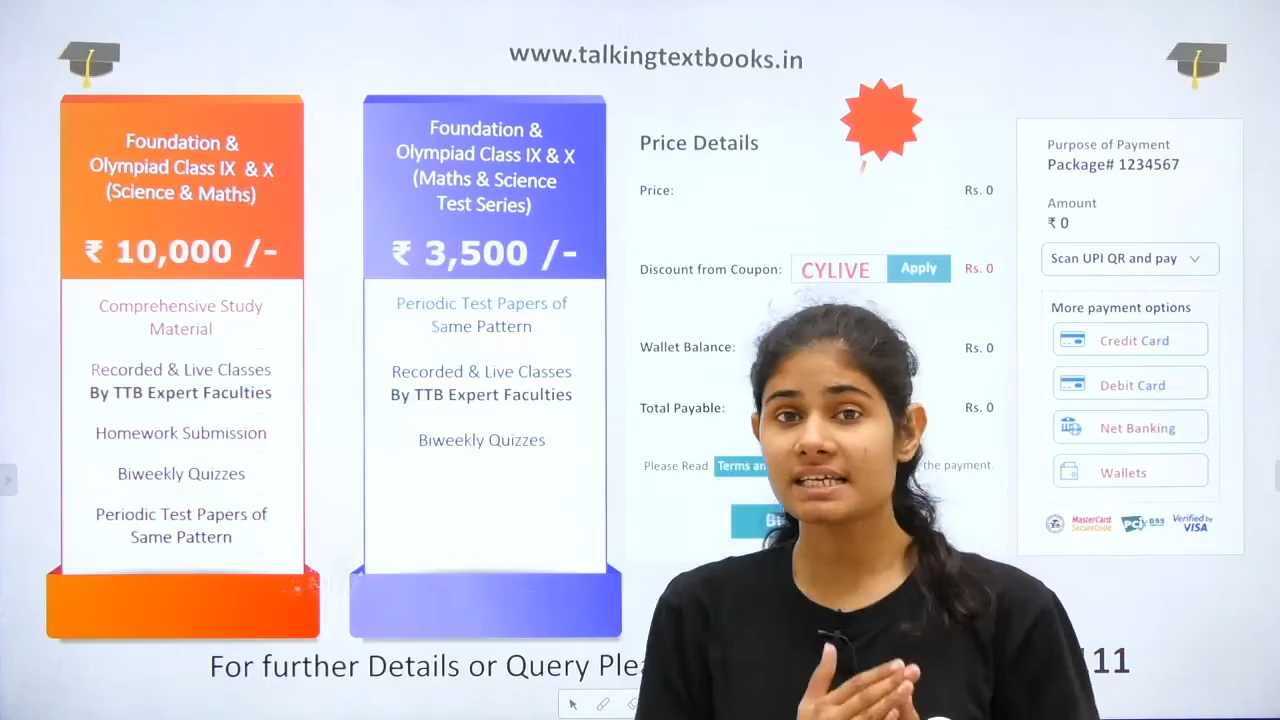 www.talkingtextbooks.in
Foundation &
Olympiad Class IX & X
(Science & Maths)
₹ 10,000 /-
Comprehensive Study
Material
Recorded & Live Classes
By TTB Expert Faculties
Homework Submission
Biweekly Quizzes
Periodic Test Papers of
Same Pattern
Foundation &
Olympiad Class IX & X
(Maths & Science
Test Series)
₹ 3,500 /-
Periodic Test Papers of
Same Pattern
Recorded & Live Classes
By TTB Expert Faculties
Biweekly Quizzes
Price Details
Price: Rs. 0
Discount from Coupon: CYLIVE Apply Rs. 0
Wallet Balance: Rs. 0
Total Payable: Rs. 0
Please Read Terms the payment.
Purpose of Payment
Package# 1234567
Amount
₹ 0
Scan UPI QR and pay
More payment options
Credit Card
Debit Card
Net Banking
Wallets
MasterCard
SecureCode
PCI DSS
Verified by
VISA
For further Details or Query 11